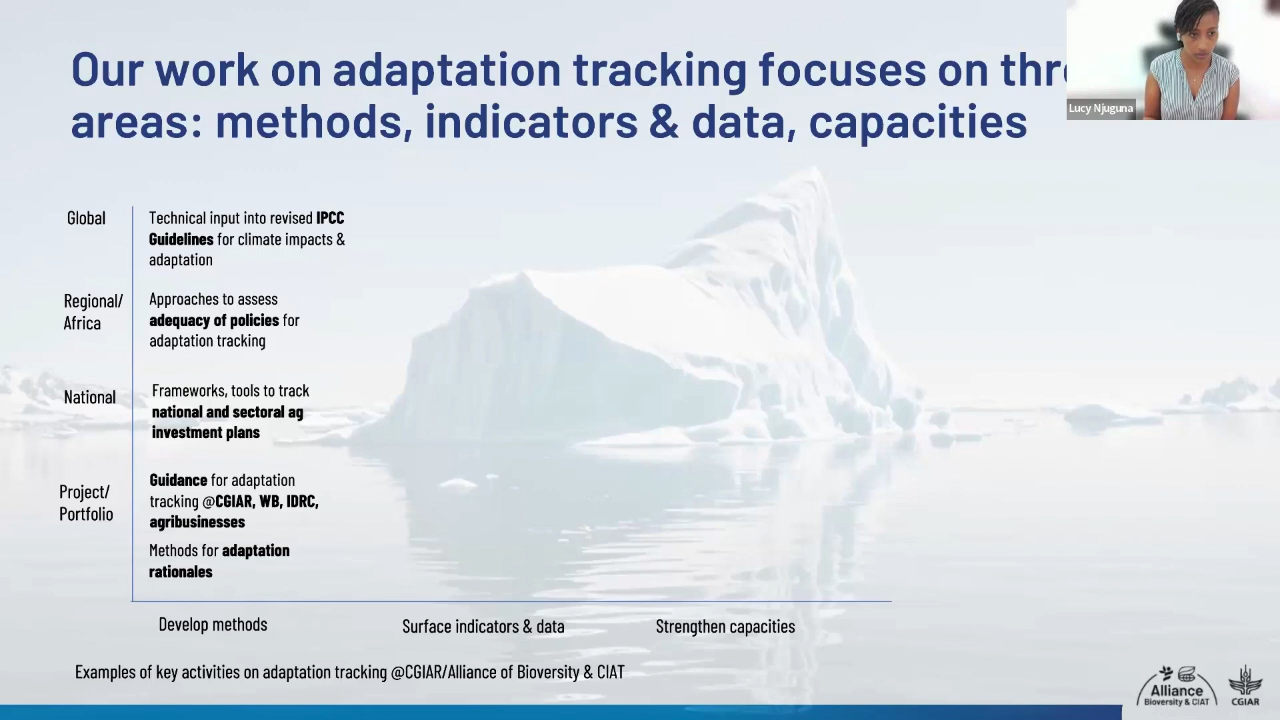 Our work on adaptation tracking focuses on
areas: methods, indicators & data, capacities
Lucy Njuguna
Global
Technical input into revised IPCC
Guidelines for climate impacts &
adaptation
Regional/
Africa
Approaches to assess
adequacy of policies for
adaptation tracking
National
Frameworks, tools to track
national and sectoral ag
investment plans
Project/
Portfolio
Guidance for adaptation
tracking @CGIAR, WB, IDRC,
agribusinesses
Methods for adaptation
rationales
Develop methods
Surface indicators & data
Strengthen capacities
Examples of key activities on adaptation tracking @CGIAR/Alliance of Bioversity & CIAT
Alliance
Bioversity & CIAT
CGIAR